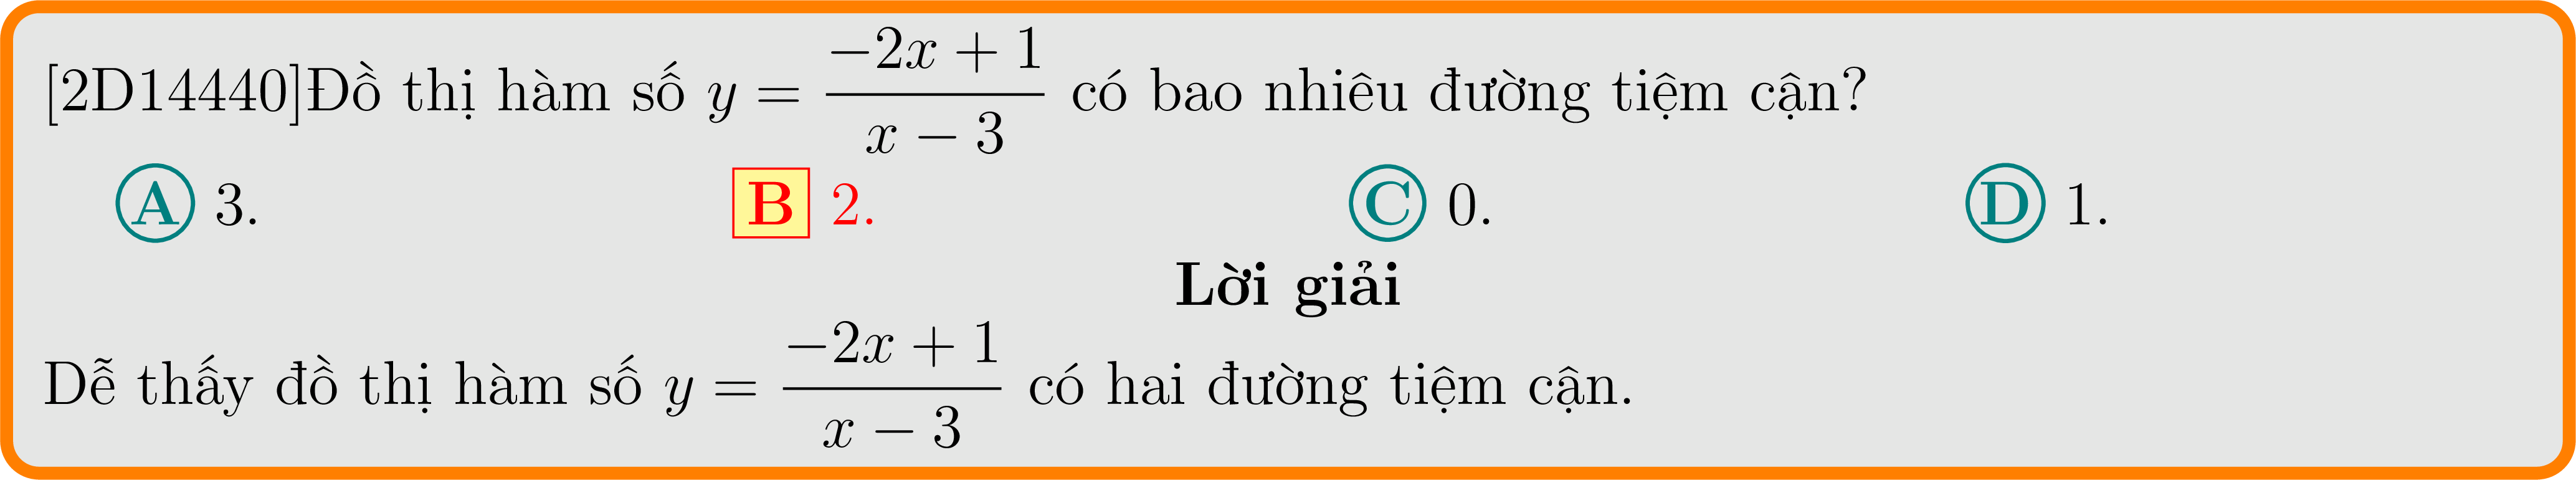 [2D14440]Đồ thị hàm số y = \frac{-2x + 1}{x - 3} có bao nhiêu đường tiệm cận?
A 3. B 2. C 0. D 1.
Lời giải
Dễ thấy đồ thị hàm số y = \frac{-2x + 1}{x - 3} có hai đường tiệm cận.